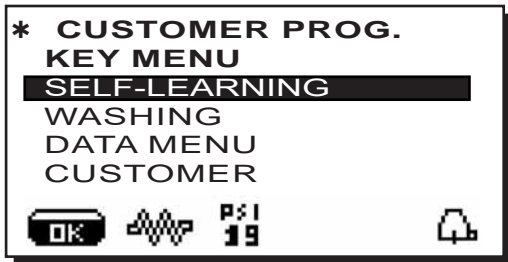 * CUSTOMER PROG.
KEY MENU
SELF-LEARNING
WASHING
DATA MENU
CUSTOMER
OK PSI
19